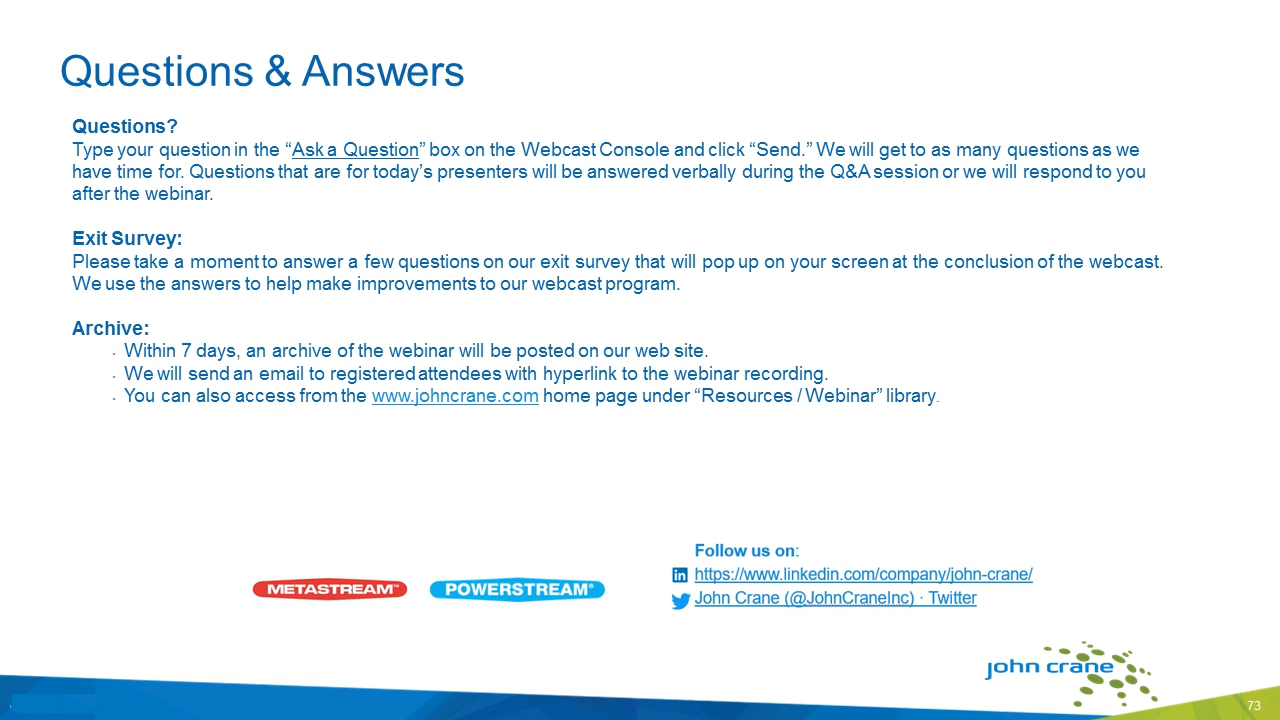 Questions & Answers
Questions?
Type your question in the “Ask a Question” box on the Webcast Console and click “Send.” We will get to as many questions as we
have time for. Questions that are for today’s presenters will be answered verbally during the Q&A session or we will respond to you
after the webinar.
Exit Survey:
Please take a moment to answer a few questions on our exit survey that will pop up on your screen at the conclusion of the webcast.
We use the answers to help make improvements to our webcast program.
Archive:
· Within 7 days, an archive of the webinar will be posted on our web site.
· We will send an email to registered attendees with hyperlink to the webinar recording.
· You can also access from the www.johncrane.com home page under “Resources / Webinar” library.
Follow us on:
https://www.linkedin.com/company/john-crane/
John Crane (@JohnCraneInc) · Twitter
METASTREAM™ POWERSTREAM®
john crane
73